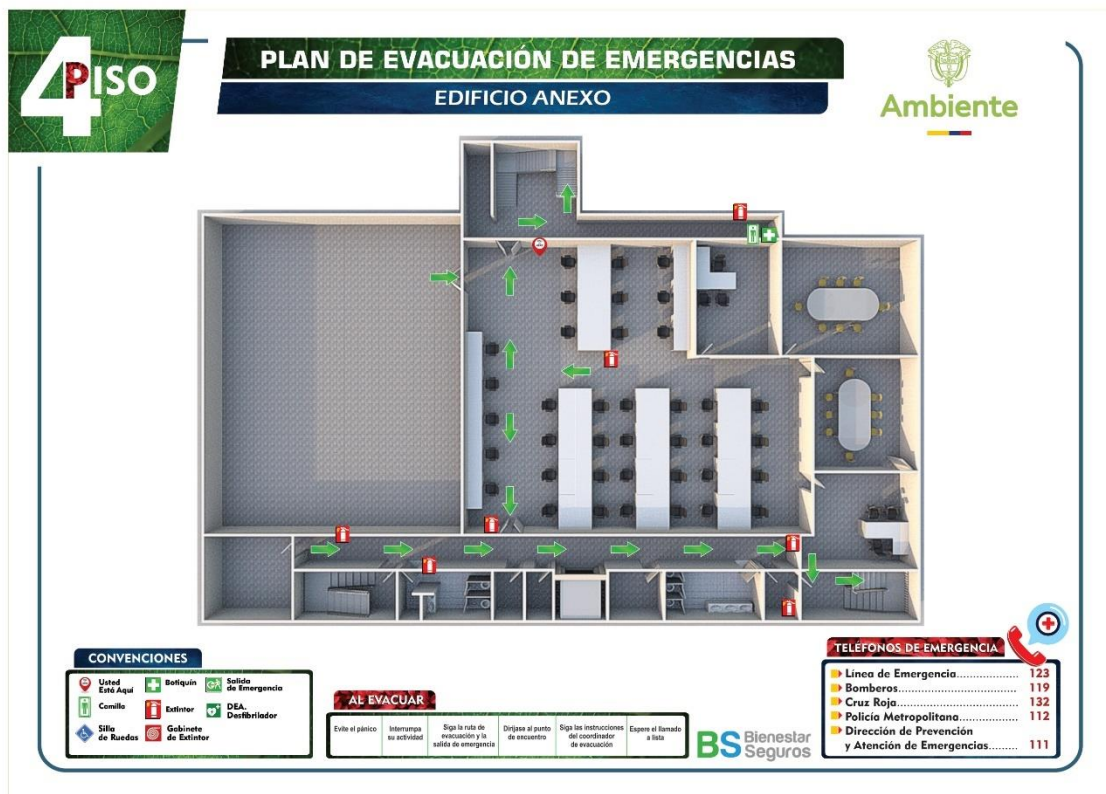 4 PISO
PLAN DE EVACUACIÓN DE EMERGENCIAS
EDIFICIO ANEXO
Ambiente
CONVENCIONES
Usted
Está Aquí
Botiquín
Salida
de Emergencia
Camilla
Extintor
DEA.
Desfibrilador
Silla
de Ruedas
Gabinete
de Extintor
AL EVACUAR
Evite el pánico
Interrumpa
su actividad
Siga la ruta de
evacuación y la
salida de emergencia
Diríjase al punto
de encuentro
Siga las instrucciones
del coordinador
de evacuación
Espere el llamado
a lista
BS Bienestar
Seguros
TELÉFONOS DE EMERGENCIA
Línea de Emergencia.................. 123
Bomberos.................................. 119
Cruz Roja.................................. 132
Policía Metropolitana................ 112
Dirección de Prevención
y Atención de Emergencias........ 111